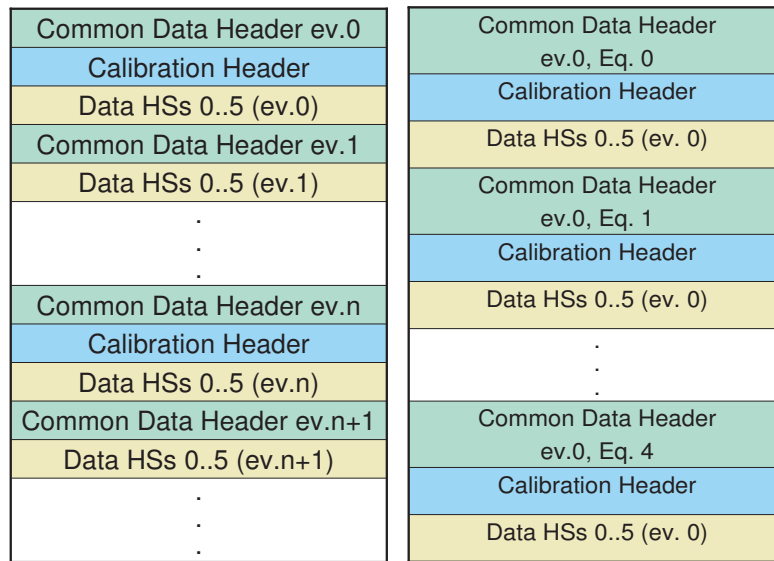 Common Data Header ev.0
Calibration Header
Data HSs 0..5 (ev.0)
Common Data Header ev.1
Data HSs 0..5 (ev.1)
.
.
.
Common Data Header ev.n
Calibration Header
Data HSs 0..5 (ev.n)
Common Data Header ev.n+1
Data HSs 0..5 (ev.n+1)
.
.
.
Common Data Header
ev.0, Eq. 0
Calibration Header
Data HSs 0..5 (ev. 0)
Common Data Header
ev.0, Eq. 1
Calibration Header
Data HSs 0..5 (ev. 0)
.
.
.
Common Data Header
ev.0, Eq. 4
Calibration Header
Data HSs 0..5 (ev. 0)